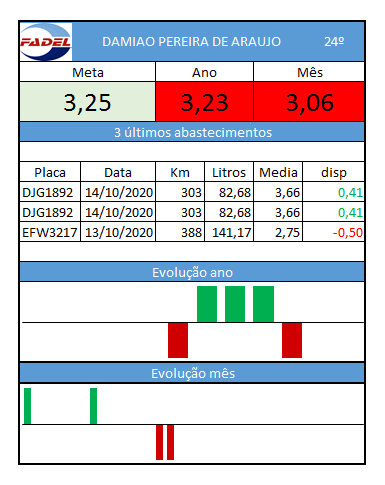 FADEL
DAMIAO PEREIRA DE ARAUJO 24º
Meta Ano Mês
3,25 3,23 3,06
3 últimos abastecimentos
Placa Data Km Litros Media disp
DJG1892 14/10/2020 303 82,68 3,66 0,41
DJG1892 14/10/2020 303 82,68 3,66 0,41
EFW3217 13/10/2020 388 141,17 2,75 -0,50
Evolução ano
Evolução mês